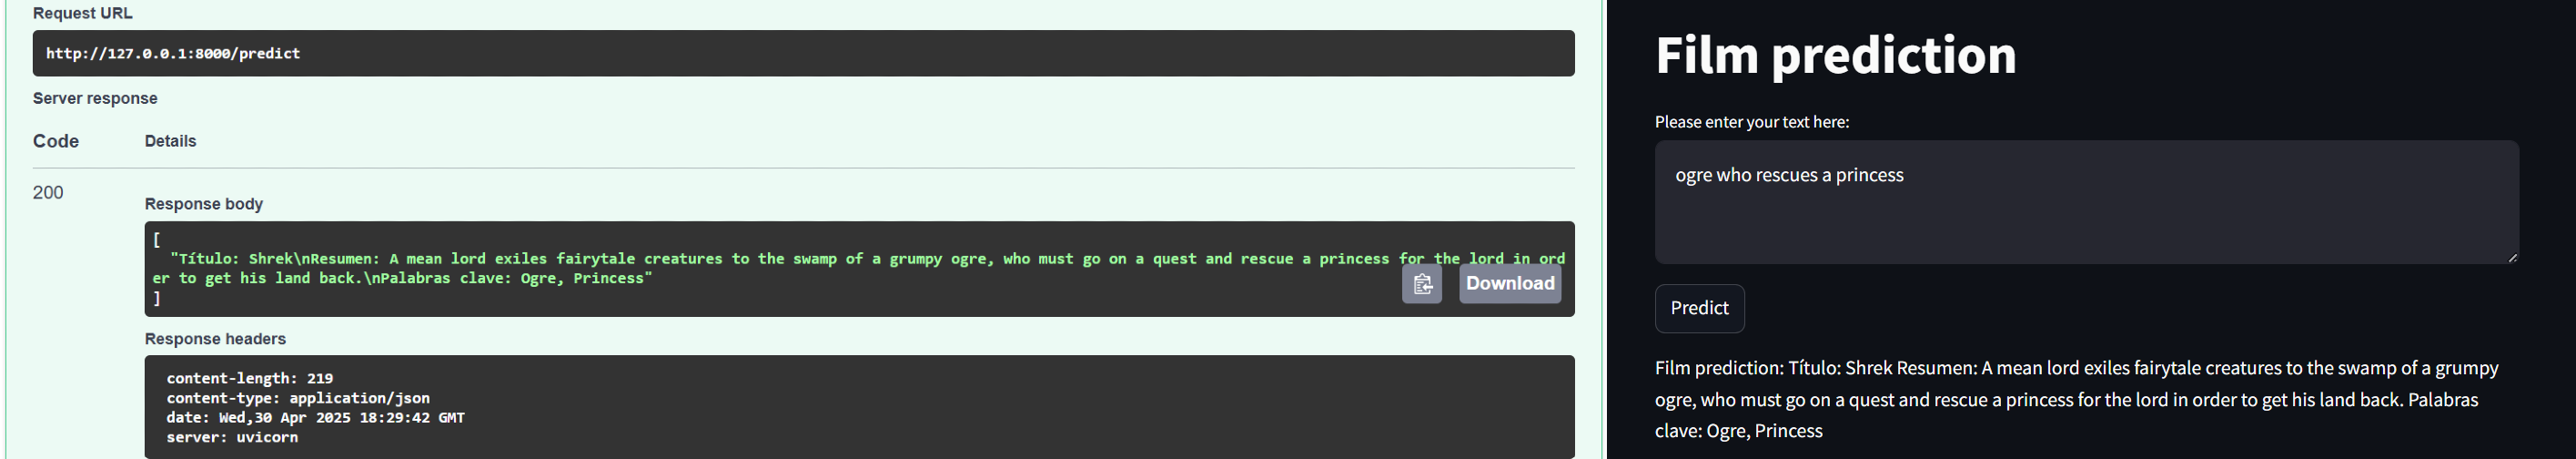 Request URL
http://127.0.0.1:8000/predict
Server response
Code Details
200
Response body
[
"Título: Shrek\nResumen: A mean lord exiles fairytale creatures to the swamp of a grumpy ogre, who must go on a quest and rescue a princess for the lord in ord
er to get his land back.\nPalabras clave: Ogre, Princess"
]
Download
Response headers
content-length: 219
content-type: application/json
date: Wed,30 Apr 2025 18:29:42 GMT
server: uvicorn
Film prediction
Please enter your text here:
ogre who rescues a princess
Predict
Film prediction: Título: Shrek Resumen: A mean lord exiles fairytale creatures to the swamp of a grumpy
ogre, who must go on a quest and rescue a princess for the lord in order to get his land back. Palabras
clave: Ogre, Princess